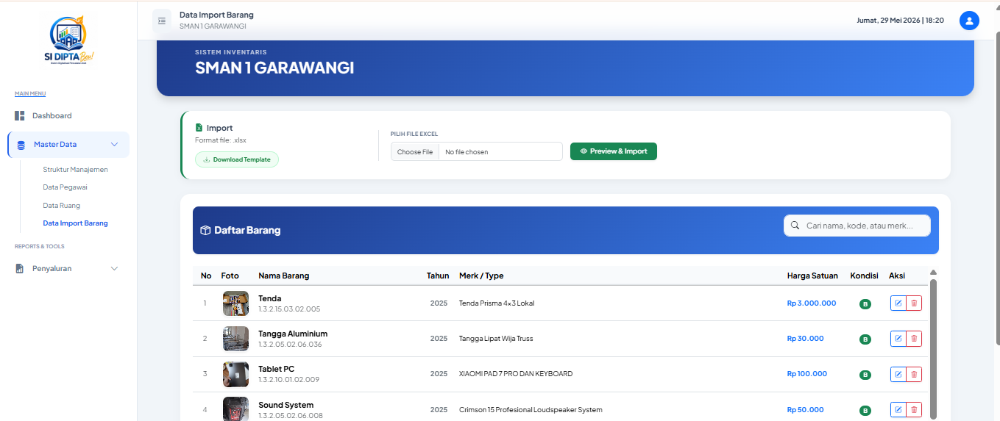 Data Import Barang
SMAN 1 GARAWANGI
Jumat, 29 Mei 2026 | 18:20
SI DIPTA Beu!
MAIN MENU
Dashboard
Master Data
Struktur Manajemen
Data Pegawai
Data Ruang
Data Import Barang
REPORTS & TOOLS
Penyaluran
SISTEM INVENTARIS
SMAN 1 GARAWANGI
Import
Format file: .xlsx
Download Template
PILIH FILE EXCEL
Choose File No file chosen
Preview & Import
Daftar Barang
Cari nama, kode, atau merk...
No Foto Nama Barang Tahun Merk / Type Harga Satuan Kondisi Aksi
1 Tenda 2025 Tenda Prisma 4x3 Lokal Rp 3.000.000 B
1.3.2.15.03.02.005
2 Tangga Aluminium 2025 Tangga Lipat Wija Truss Rp 30.000 B
1.3.2.05.02.06.036
3 Tablet PC 2025 XIAOMI PAD 7 PRO DAN KEYBOARD Rp 100.000 B
1.3.2.10.01.02.009
4 Sound System 2025 Crimson 15 Profesional Loudspeaker System Rp 50.000 B
1.3.2.05.02.06.008